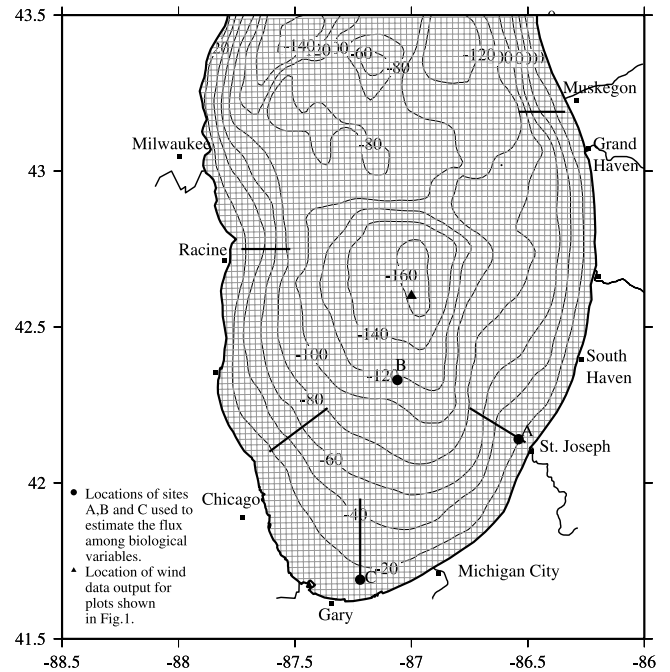 43.5
-140
-60
-80
-120
Muskegon
Milwaukee
-80
Grand
Haven
43
Racine
-160
42.5
-140
-100
South
Haven
B
-120
-80
A
St. Joseph
-60
42
Locations of sites
A,B and C used to
estimate the flux
among biological
variables.
Chicago
-40
Location of wind
data output for
plots shown
in Fig.1.
-20
C
Michigan City
Gary
41.5
-88.5
-88
-87.5
-87
-86.5
-86